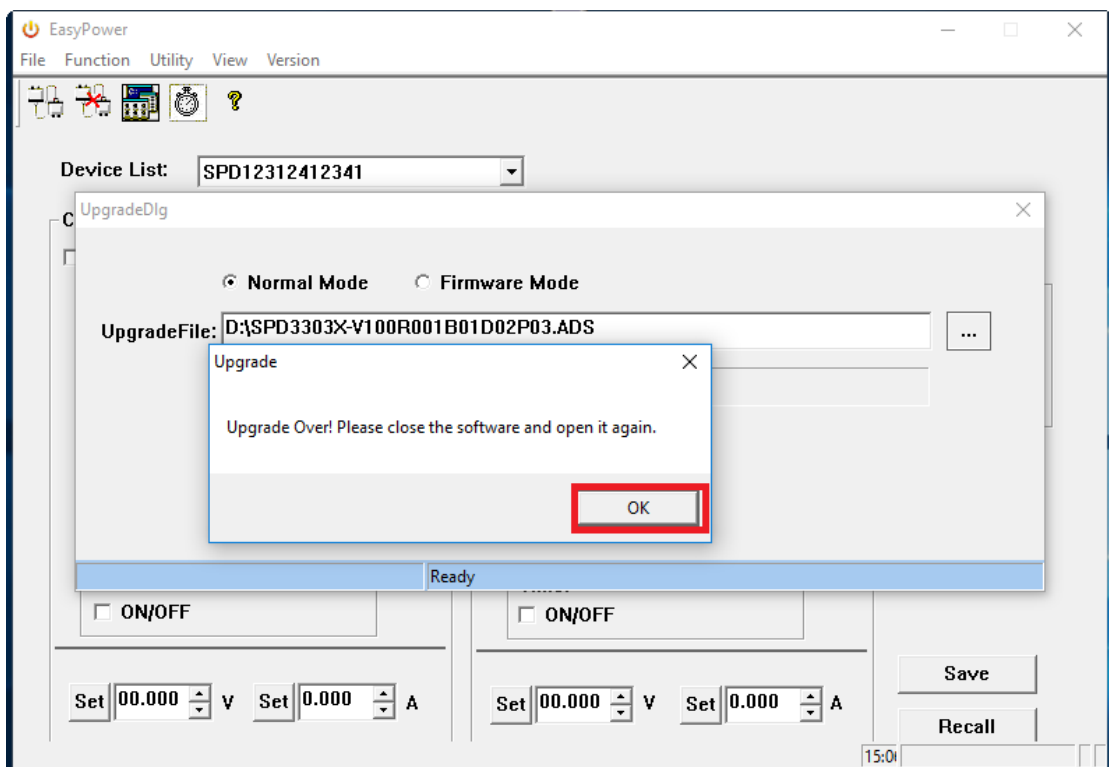 EasyPower
File Function Utility View Version
Device List: SPD12312412341
C
UpgradeDlg
Normal Mode Firmware Mode
UpgradeFile: D:\SPD3303X-V100R001B01D02P03.ADS ...
Upgrade
Upgrade Over! Please close the software and open it again.
OK
Ready
ON/OFF
ON/OFF
Set 00.000 V Set 0.000 A
Set 00.000 V Set 0.000 A
Save
Recall